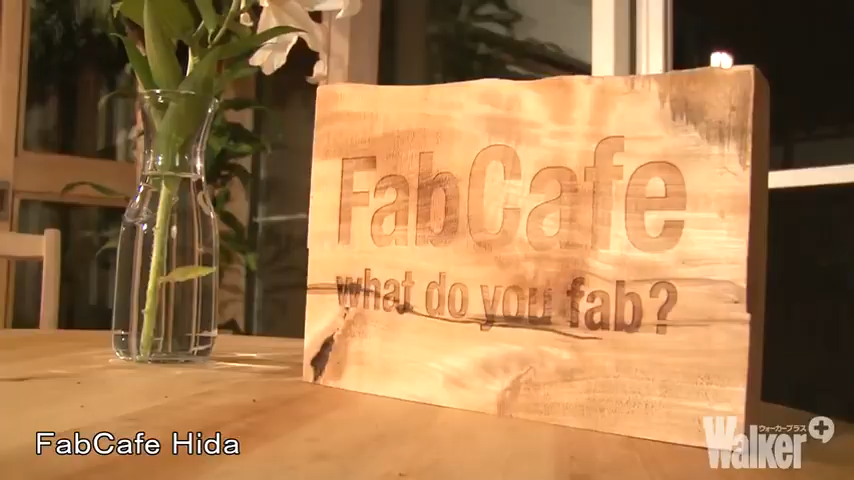 FabCafe
what do you fab?
FabCafe Hida
ウォーカープラス
Walker+